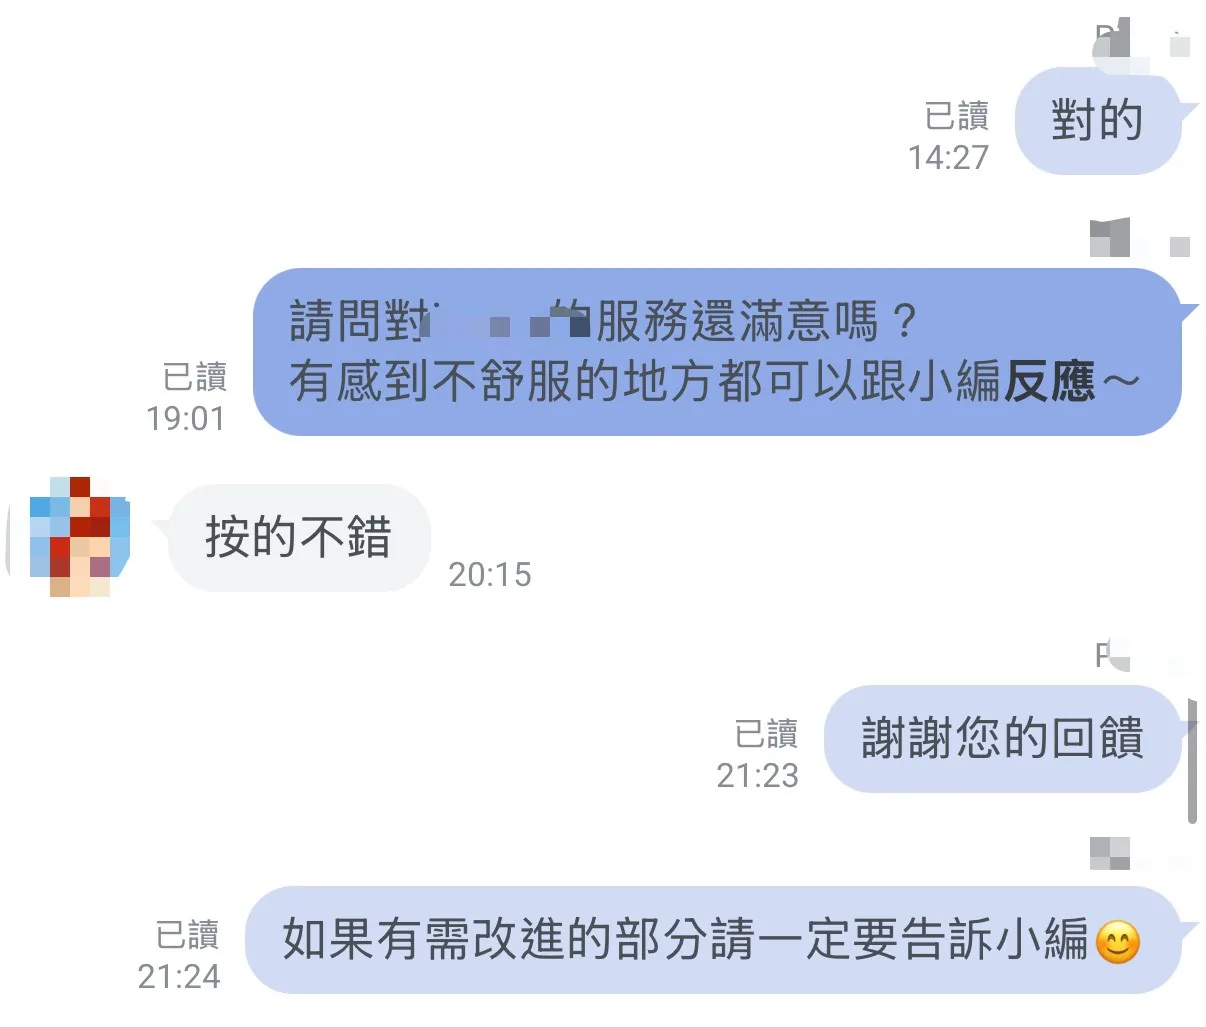 已讀
14:27
對的
請問對 的服務還滿意嗎？
有感到不舒服的地方都可以跟小編反應～
已讀
19:01
按的不錯
20:15
已讀
21:23
謝謝您的回饋
如果有需改進的部分請一定要告訴小編😊
已讀
21:24